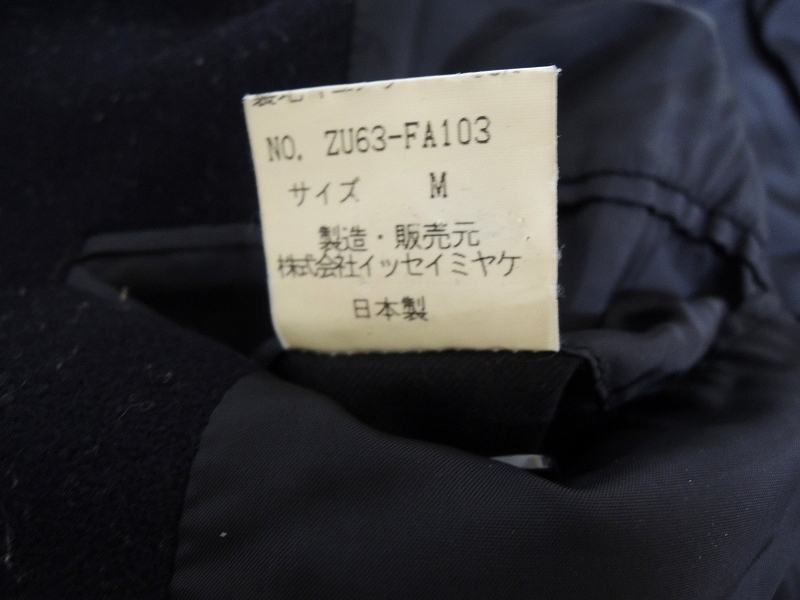 NO. ZU63-FA103
サイズ M
製造・販売元
株式会社イッセイミヤケ
日本製